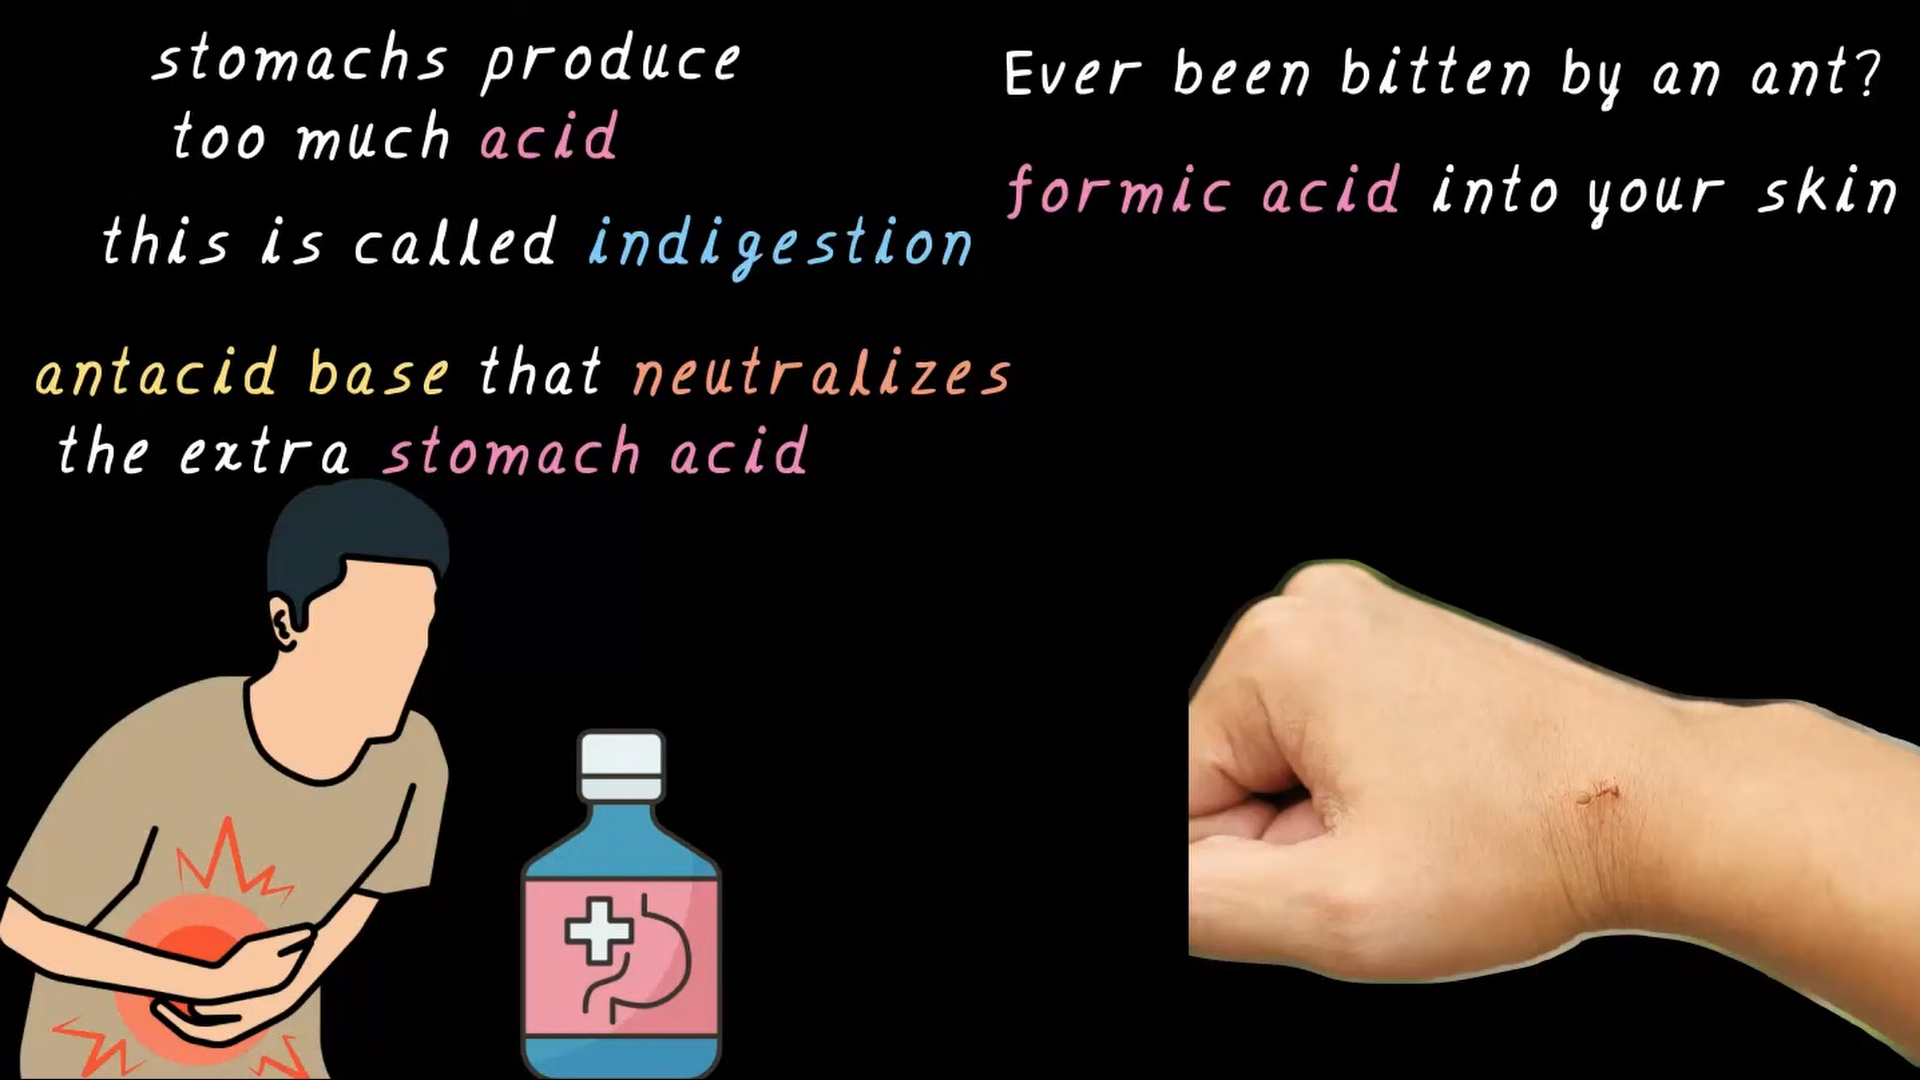 stomachs produce
too much acid
this is called indigestion
antacid base that neutralizes
the extra stomach acid
Ever been bitten by an ant?
formic acid into your skin